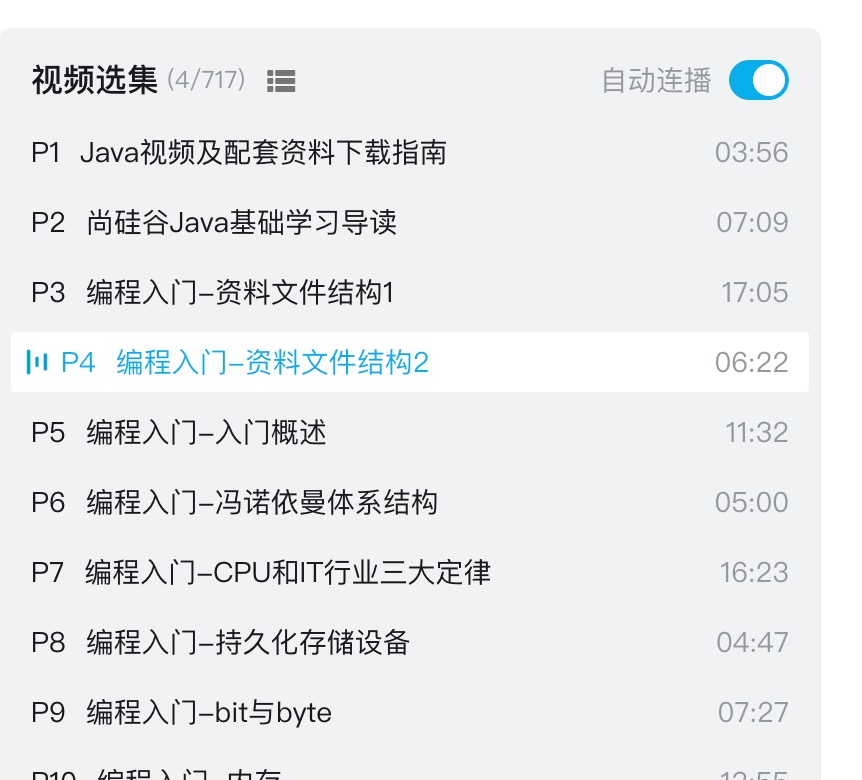 视频选集 (4/717) 自动连播
P1 Java视频及配套资料下载指南 03:56
P2 尚硅谷Java基础学习导读 07:09
P3 编程入门–资料文件结构1 17:05
P4 编程入门–资料文件结构2 06:22
P5 编程入门–入门概述 11:32
P6 编程入门–冯诺依曼体系结构 05:00
P7 编程入门–CPU和IT行业三大定律 16:23
P8 编程入门–持久化存储设备 04:47
P9 编程入门–bit与byte 07:27
P10 编程入门–内存